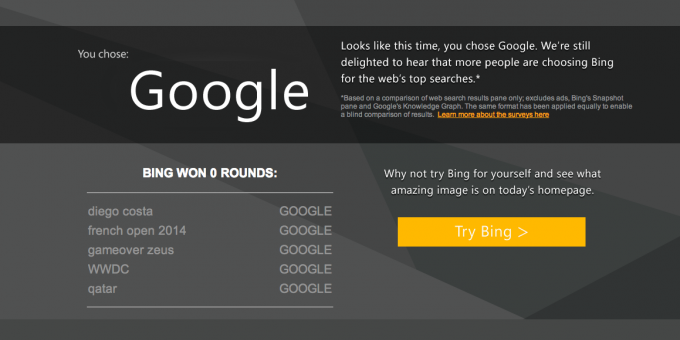 You chose:
Google
Looks like this time, you chose Google. We're still
delighted to hear that more people are choosing Bing
for the web's top searches.*
*Based on a comparison of web search results pane only; excludes ads, Bing's Snapshot
pane and Google's Knowledge Graph. The same format has been applied equally to enable
a blind comparison of results. Learn more about the surveys here
BING WON 0 ROUNDS:
diego costa GOOGLE
french open 2014 GOOGLE
gameover zeus GOOGLE
WWDC GOOGLE
qatar GOOGLE
Why not try Bing for yourself and see what
amazing image is on today's homepage.
Try Bing >